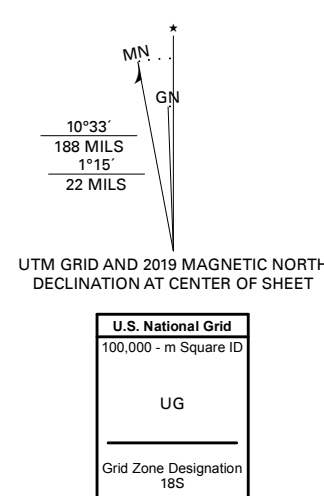 ★
MN
GN
10°33´
188 MILS
1°15´
22 MILS
UTM GRID AND 2019 MAGNETIC NORTH
DECLINATION AT CENTER OF SHEET
U.S. National Grid
100,000 - m Square ID
UG
Grid Zone Designation
18S